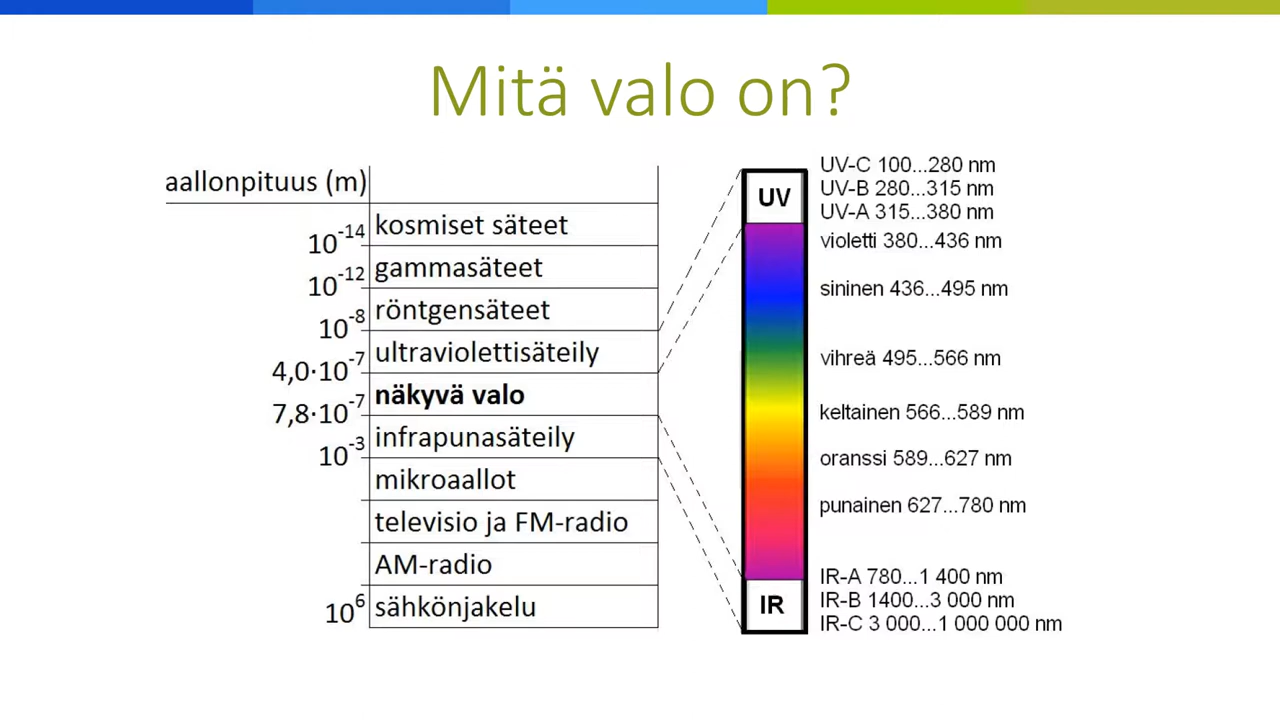 Mitä valo on?
aallonpituus (m)
kosmiset säteet
10⁻¹⁴
gammasäteet
10⁻¹²
röntgensäteet
10⁻⁸
ultraviolettisäteily
4,0·10⁻⁷
näkyvä valo
7,8·10⁻⁷
infrapunasäteily
10⁻³
mikroaallot
televisio ja FM-radio
AM-radio
10⁶ sähkönjakelu
UV
UV-C 100...280 nm
UV-B 280...315 nm
UV-A 315...380 nm
violetti 380...436 nm
sininen 436...495 nm
vihreä 495...566 nm
keltainen 566...589 nm
oranssi 589...627 nm
punainen 627...780 nm
IR
IR-A 780...1 400 nm
IR-B 1400...3 000 nm
IR-C 3 000...1 000 000 nm